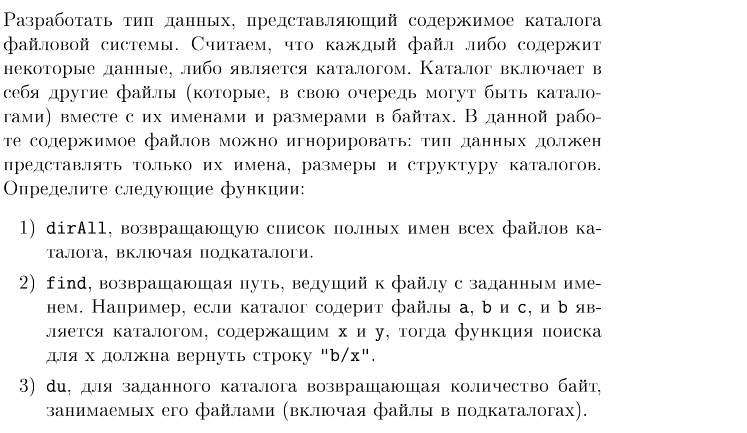 Разработать тип данных, представляющий содержимое каталога
файловой системы. Считаем, что каждый файл либо содержит
некоторые данные, либо является каталогом. Каталог включает в
себя другие файлы (которые, в свою очередь могут быть катало-
гами) вместе с их именами и размерами в байтах. В данной рабо-
те содержимое файлов можно игнорировать: тип данных должен
представлять только их имена, размеры и структуру каталогов.
Определите следующие функции:
1) dirAll, возвращающую список полных имен всех файлов ка-
талога, включая подкаталоги.
2) find, возвращающая путь, ведущий к файлу с заданным име-
нем. Например, если каталог содерит файлы a, b и c, и b яв-
ляется каталогом, содержащим x и y, тогда функция поиска
для x должна вернуть строку "b/x".
3) du, для заданного каталога возвращающая количество байт,
занимаемых его файлами (включая файлы в подкаталогах).